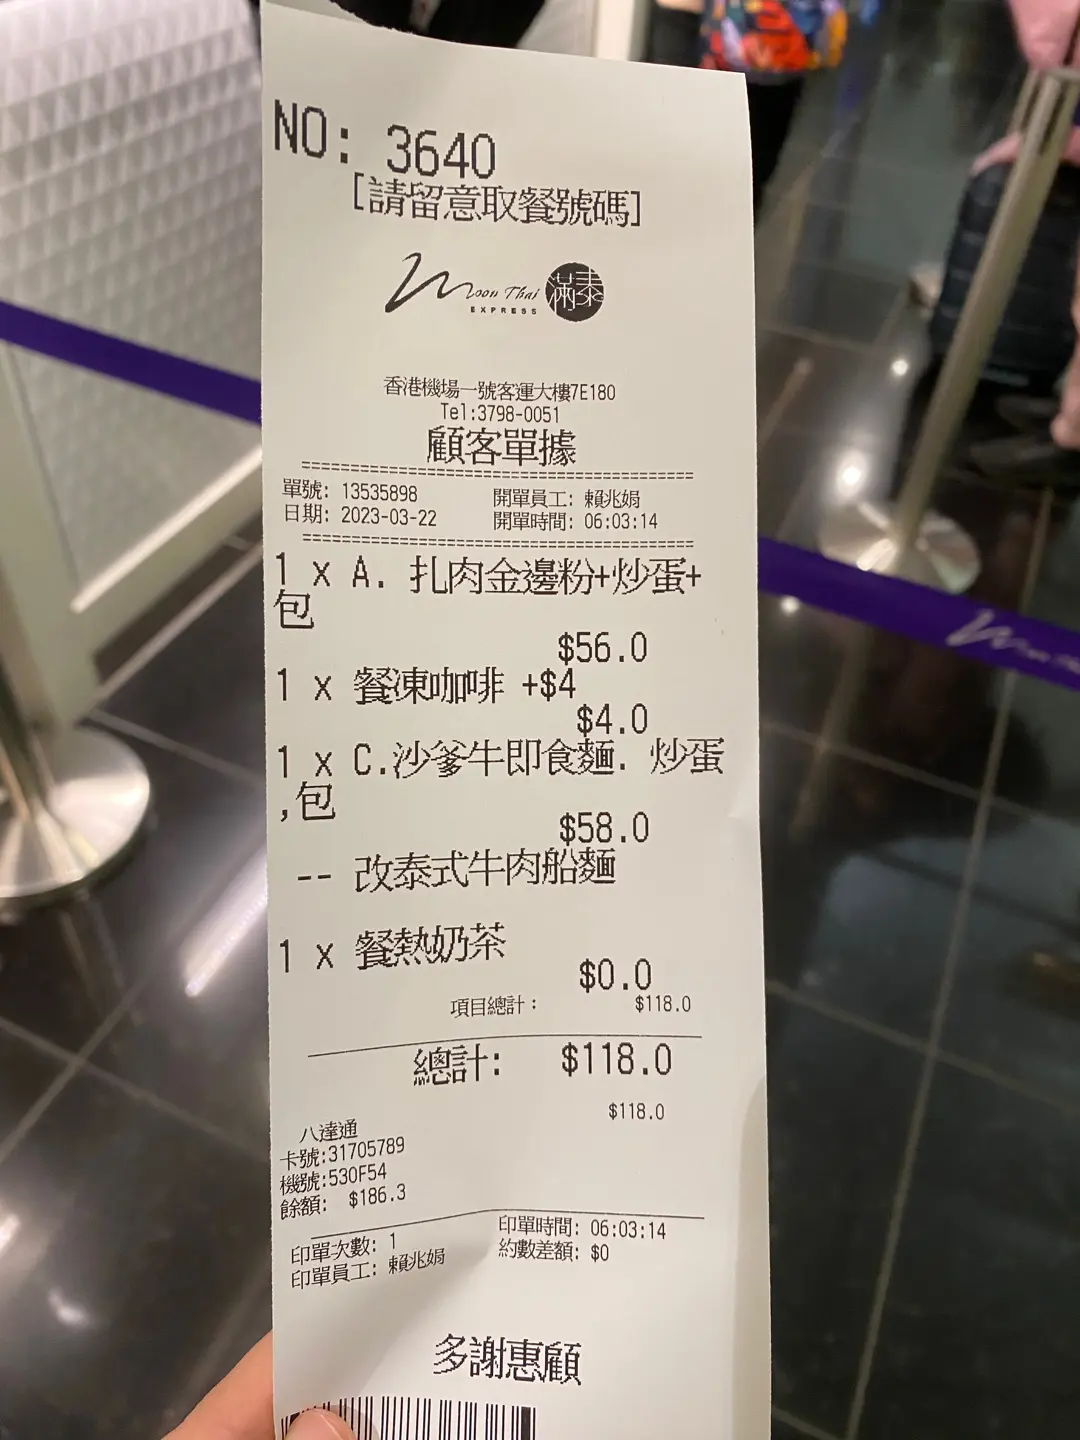 NO: 3640
[請留意取餐號碼]
Moon Thai 滿泰
EXPRESS
香港機場一號客運大樓7E180
Tel:3798-0051
顧客單據
單號: 13535898 開單員工: 賴兆娟
日期: 2023-03-22 開單時間: 06:03:14
1 x A. 扎肉金邊粉+炒蛋+
包
$56.0
1 x 餐凍咖啡 +$4
$4.0
1 x C.沙爹牛即食麵. 炒蛋
,包
$58.0
-- 改泰式牛肉船麵
1 x 餐熱奶茶
$0.0
項目總計: $118.0
總計: $118.0
$118.0
八達通
卡號:31705789
機號:530F54
餘額: $186.3
印單次數: 1 印單時間: 06:03:14
印單員工: 賴兆娟 約數差額: $0
多謝惠顧